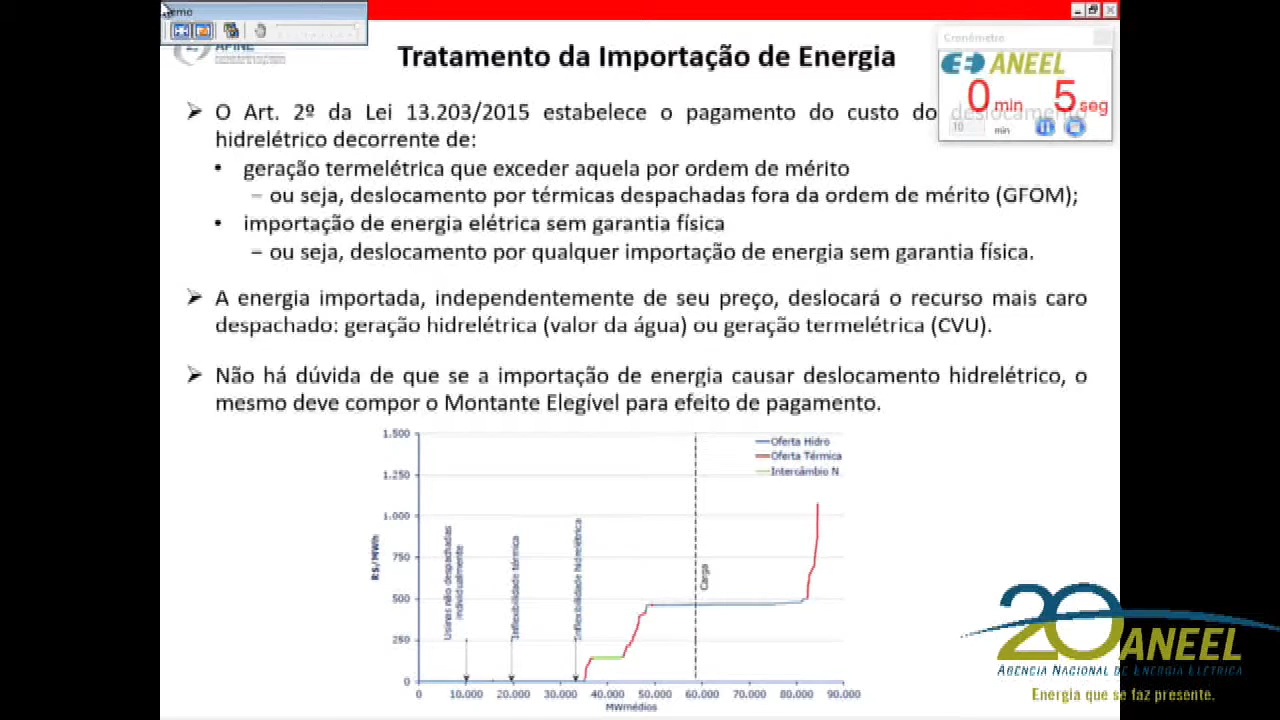 emo
APINE
Tratamento da Importação de Energia
Cronômetro
ANEEL
0 min 5 seg
10 min
➢ O Art. 2º da Lei 13.203/2015 estabelece o pagamento do custo do deslocamento
hidrelétrico decorrente de:
• geração termelétrica que exceder aquela por ordem de mérito
– ou seja, deslocamento por térmicas despachadas fora da ordem de mérito (GFOM);
• importação de energia elétrica sem garantia física
– ou seja, deslocamento por qualquer importação de energia sem garantia física.
➢ A energia importada, independentemente de seu preço, deslocará o recurso mais caro
despachado: geração hidrelétrica (valor da água) ou geração termelétrica (CVU).
➢ Não há dúvida de que se a importação de energia causar deslocamento hidrelétrico, o
mesmo deve compor o Montante Elegível para efeito de pagamento.
Oferta Hidro
Oferta Térmica
Intercâmbio N
R$/MWh
1.500
1.250
1.000
750
500
250
0
Usinas não despachadas
individualmente
Inflexibilidade térmica
Inflexibilidade hidrelétrica
Carga
0 10.000 20.000 30.000 40.000 50.000 60.000 70.000 80.000 90.000
MWmédios
20 ANEEL
AGENCIA NACIONAL DE ENERGIA ELÉTRICA
Energia que se faz presente.